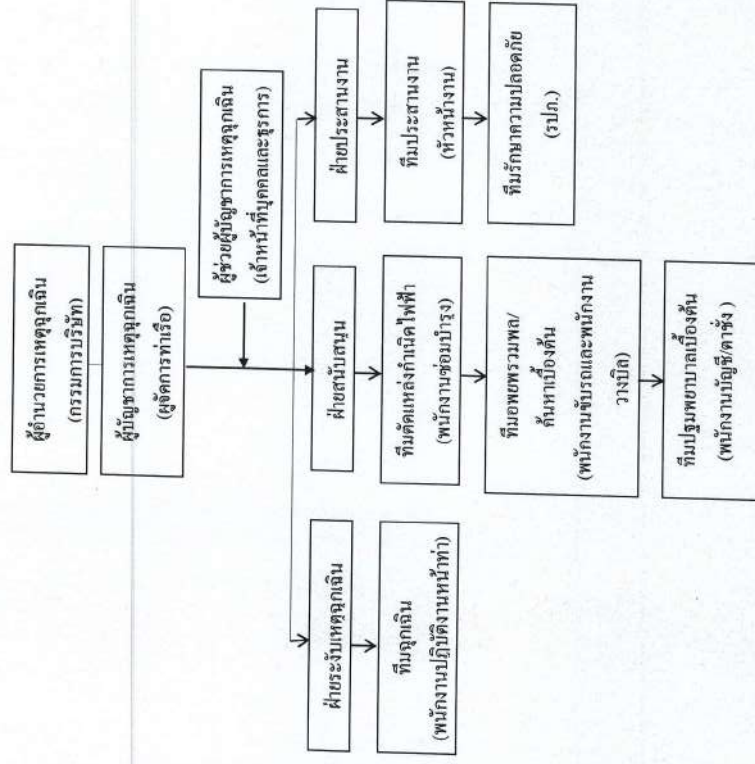 ผู้อำนวยการเหตุฉุกเฉิน
(กรรมการบริษัท)
ผู้บัญชาการเหตุฉุกเฉิน
(ผู้จัดการท่าเรือ)
ผู้ช่วยผู้บัญชาการเหตุฉุกเฉิน
(เจ้าหน้าที่บุคคลและธุรการ)
ฝ่ายระงับเหตุฉุกเฉิน
ทีมฉุกเฉิน
(พนักงานปฏิบัติงานหน้าท่า)
ฝ่ายสนับสนุน
ทีมตัดแหล่งกำเนิดไฟฟ้า
(พนักงานซ่อมบำรุง)
ทีมอพยพรวมพล/
ค้นหาเบื้องต้น
(พนักงานขับรถและพนักงาน
วางบิล)
ทีมปฐมพยาบาลเบื้องต้น
(พนักงานบัญชี/ตาชั่ง)
ฝ่ายประสานงาน
ทีมประสานงาน
(หัวหน้างาน)
ทีมรักษาความปลอดภัย
(รปภ.)